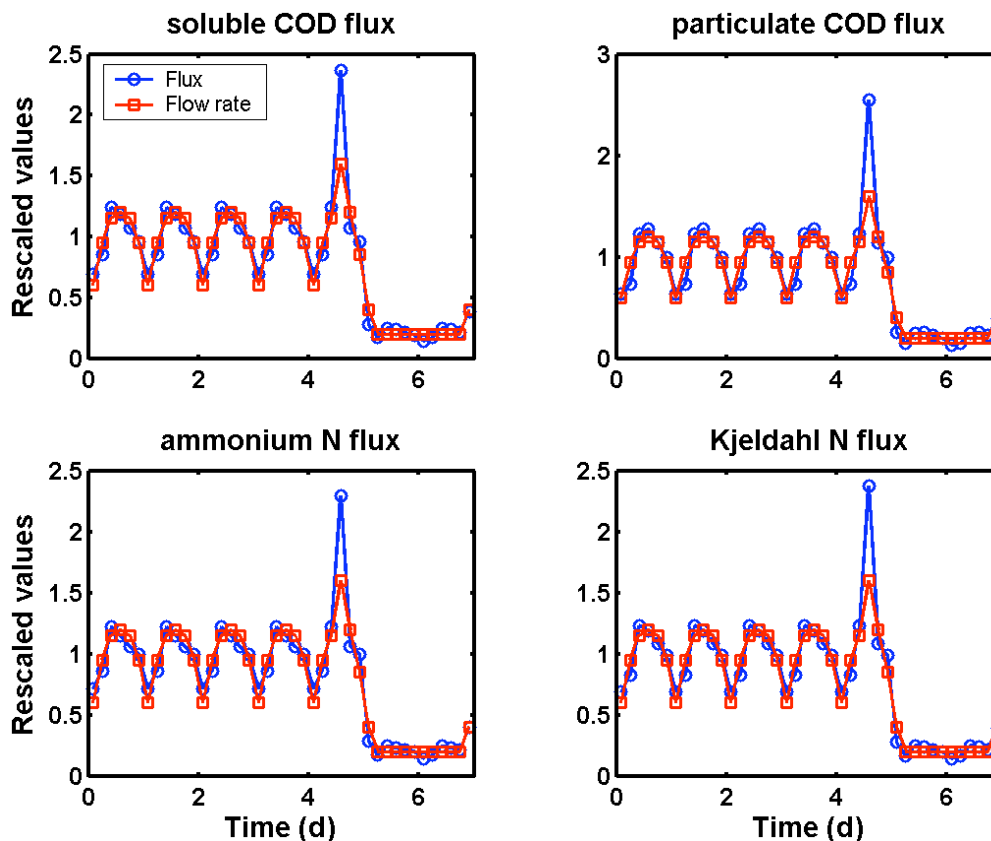 soluble COD flux
2.5
2
1.5
1
0.5
0
Rescaled values
Flux
Flow rate
0 2 4 6
particulate COD flux
3
2
1
0
0 2 4 6
ammonium N flux
2.5
2
1.5
1
0.5
0
Rescaled values
0 2 4 6
Time (d)
Kjeldahl N flux
2.5
2
1.5
1
0.5
0
0 2 4 6
Time (d)